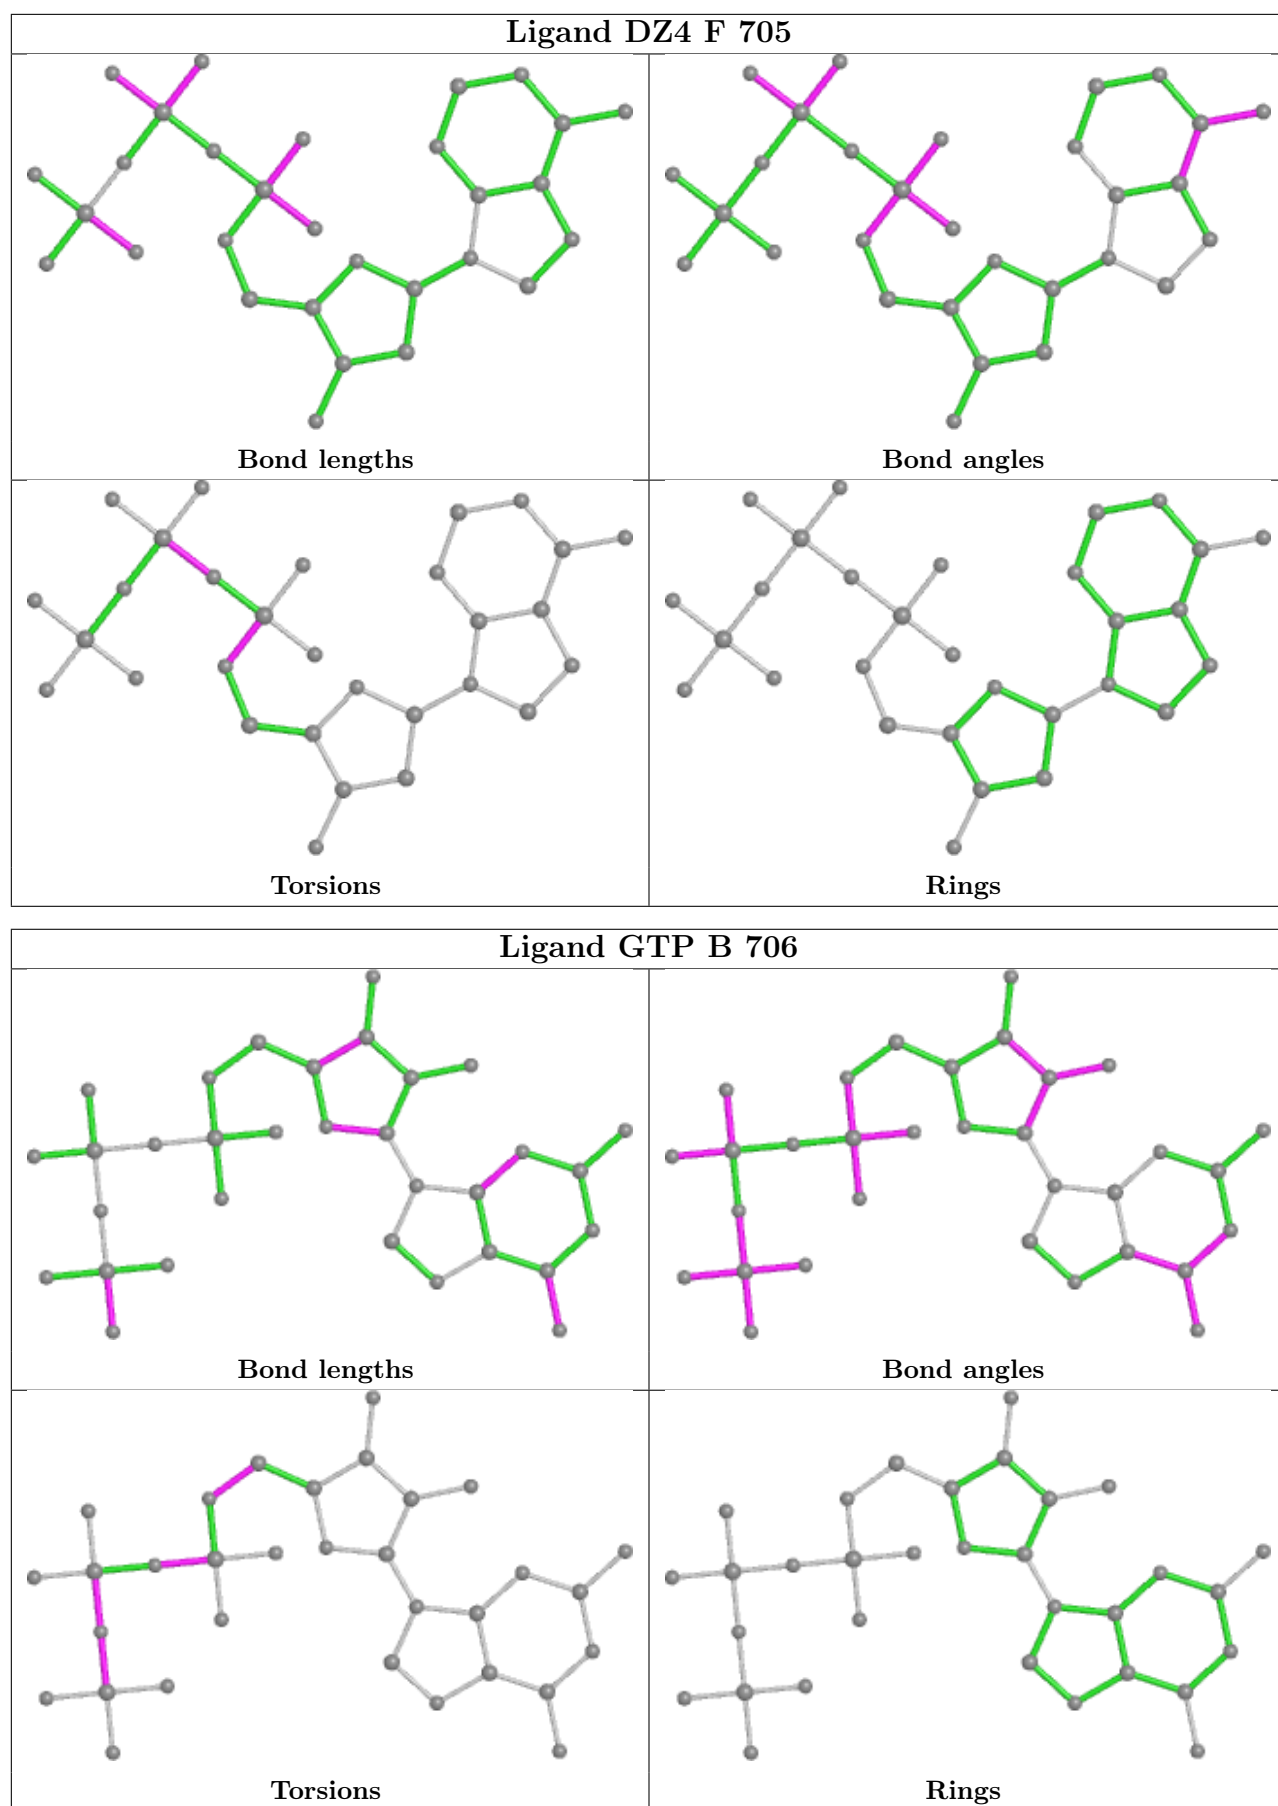 Ligand DZ4 F 705
Bond lengths
Bond angles
Torsions
Rings
Ligand GTP B 706
Bond lengths
Bond angles
Torsions
Rings